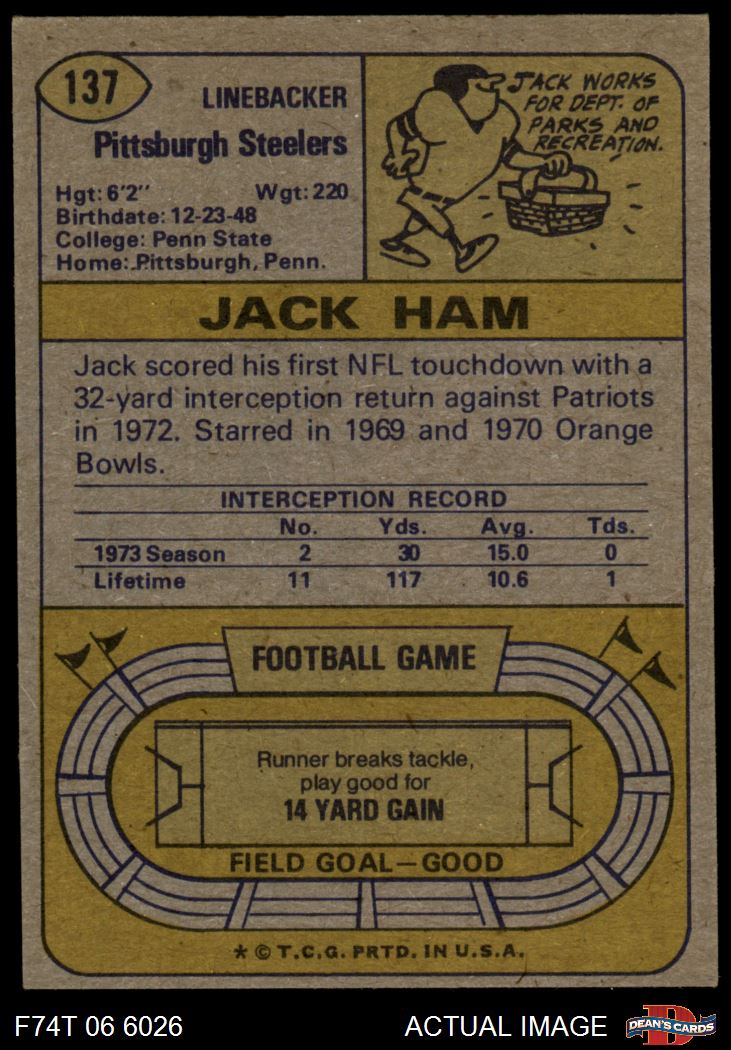 137
LINEBACKER
Pittsburgh Steelers
Hgt: 6'2'' Wgt: 220
Birthdate: 12-23-48
College: Penn State
Home: Pittsburgh, Penn.
JACK WORKS
FOR DEPT. OF
PARKS AND
RECREATION.
JACK HAM
Jack scored his first NFL touchdown with a
32-yard interception return against Patriots
in 1972. Starred in 1969 and 1970 Orange
Bowls.
INTERCEPTION RECORD
No. Yds. Avg. Tds.
1973 Season 2 30 15.0 0
Lifetime 11 117 10.6 1
FOOTBALL GAME
Runner breaks tackle,
play good for
14 YARD GAIN
FIELD GOAL—GOOD
* © T.C.G. PRTD. IN U.S.A.
F74T 06 6026 ACTUAL IMAGE
D
DEAN'S CARDS